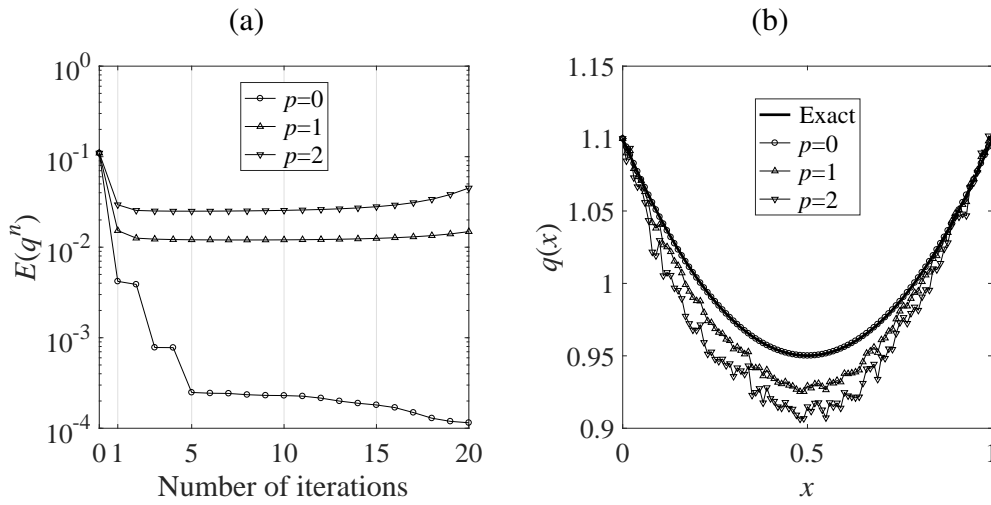 (a)
10^0
10^-1
10^-2
10^-3
10^-4
E(q^n)
p=0
p=1
p=2
0 1 5 10 15 20
Number of iterations
(b)
1.15
1.1
1.05
1
0.95
0.9
q(x)
Exact
p=0
p=1
p=2
0 0.5 1
x